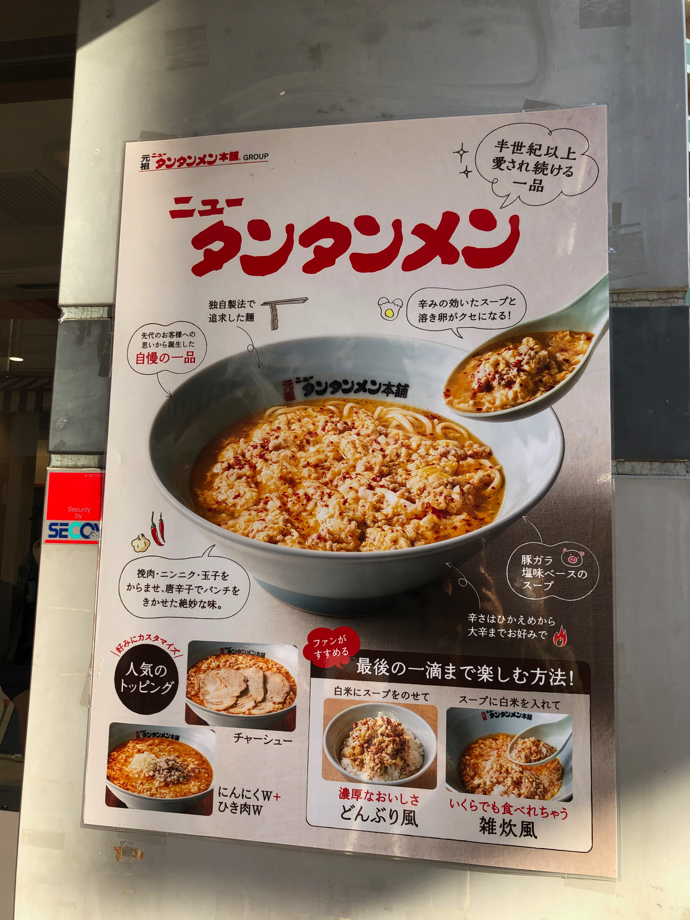 元祖ニュータンタンメン本舗® GROUP
半世紀以上
愛され続ける
一品
ニュー
タンタンメン
独自製法で
追求した麺
辛みの効いたスープと
溶き卵がクセになる!
先代のお客様への
思いから誕生した
自慢の一品
元祖ニュータンタンメン本舗
Security
by
SECOM
挽肉・ニンニク・玉子を
からませ、唐辛子でパンチを
きかせた絶妙な味。
豚ガラ
塩味ベースの
スープ
辛さはひかえめから
大辛までお好みで
好みにカスタマイズ
人気の
トッピング
チャーシュー
にんにくW+
ひき肉W
ファンが
すすめる
最後の一滴まで楽しむ方法!
白米にスープをのせて
濃厚なおいしさ
どんぶり風
スープに白米を入れて
いくらでも食べれちゃう
雑炊風